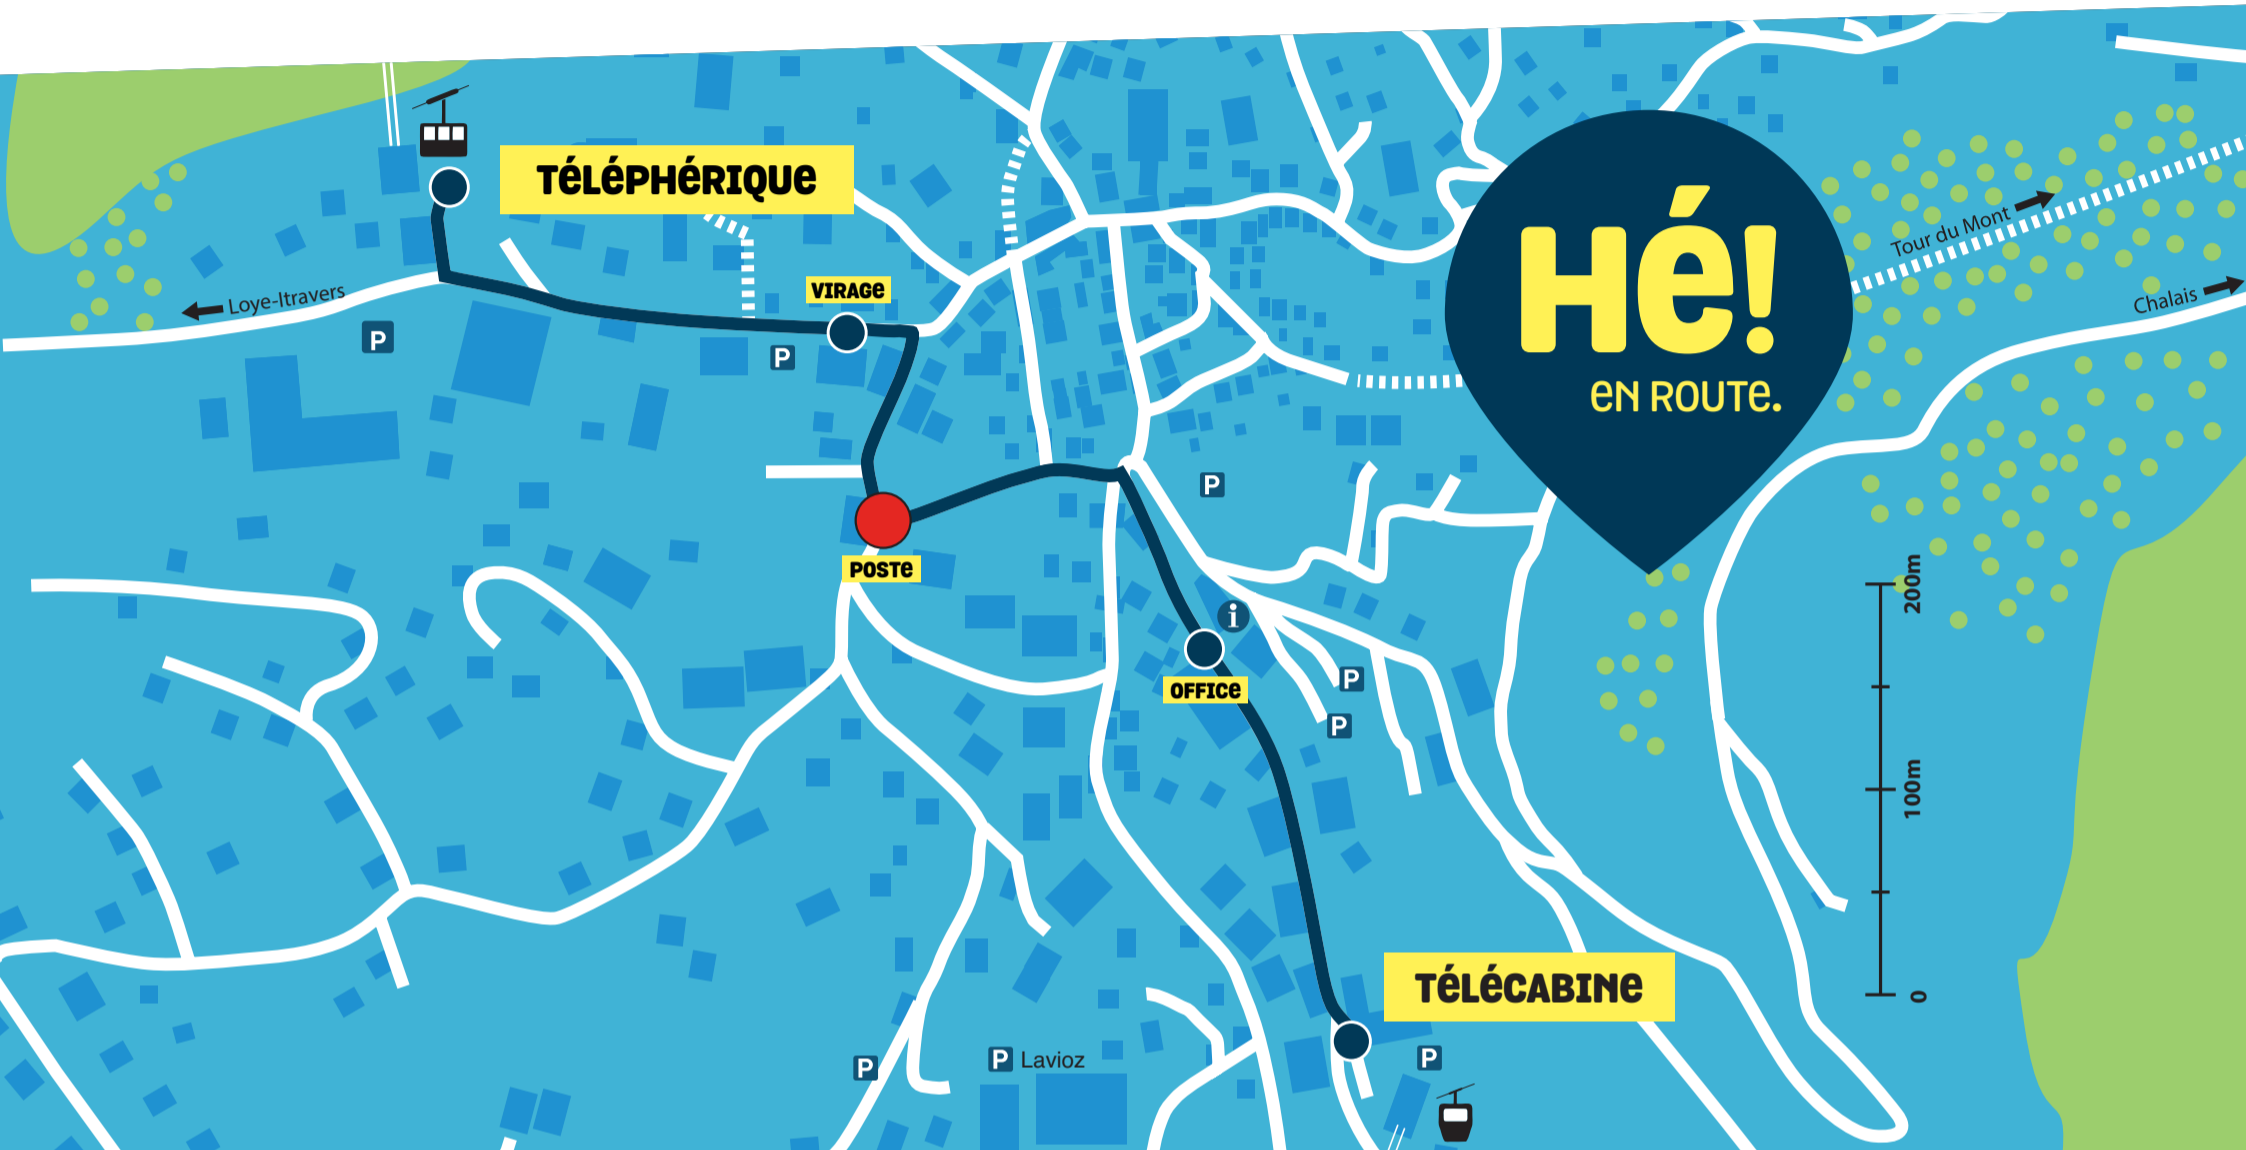 TÉLÉPHÉRIQUE
Hé!
EN ROUTE.
Tour du Mont
Chalais
Loye-Itravers
VIRAGE
P
P
P
POSTE
i
OFFICE
P
P
200m
100m
0
TÉLÉCABINE
P
P Lavioz
P